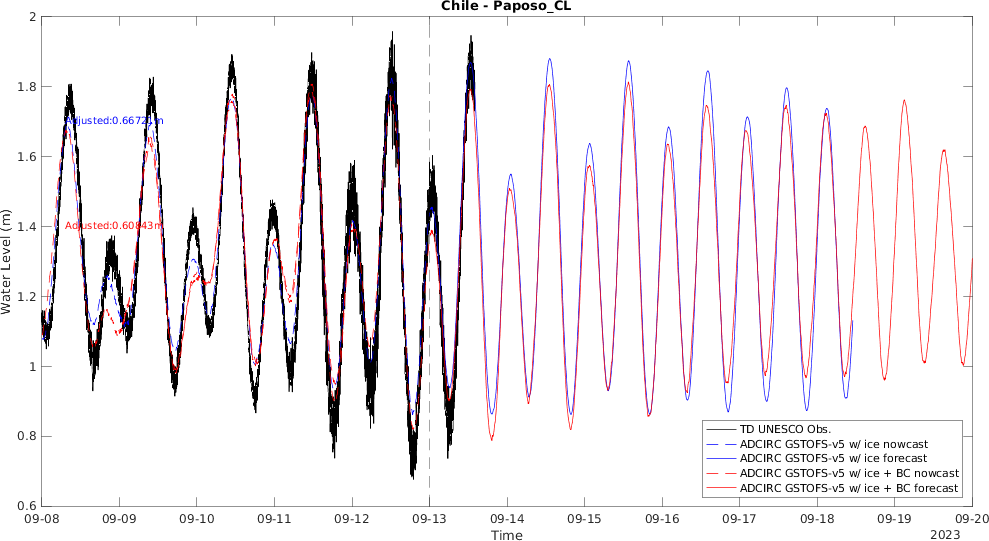 Chile - Paposo_CL
2
1.8
1.6
1.4
1.2
1
0.8
0.6
Water Level (m)
Adjusted:0.66721m
Adjusted:0.60843m
TD UNESCO Obs.
ADCIRC GSTOFS-v5 w/ ice nowcast
ADCIRC GSTOFS-v5 w/ ice forecast
ADCIRC GSTOFS-v5 w/ ice + BC nowcast
ADCIRC GSTOFS-v5 w/ ice + BC forecast
09-08 09-09 09-10 09-11 09-12 09-13 09-14 09-15 09-16 09-17 09-18 09-19 09-20
Time
2023